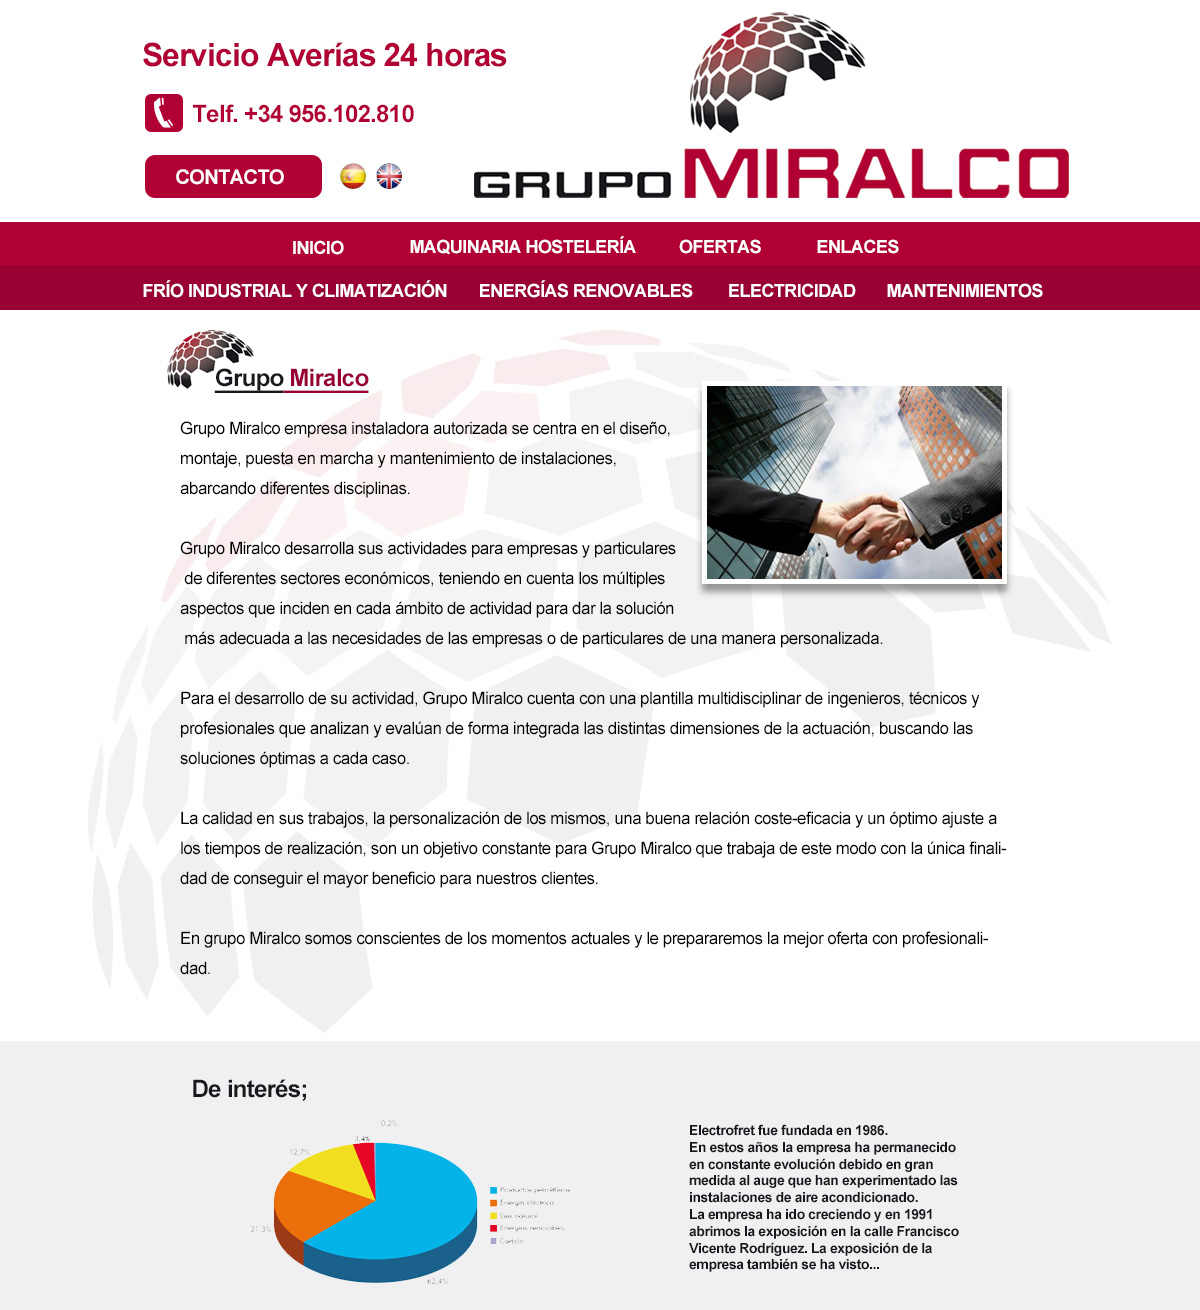 Servicio Averías 24 horas
Telf. +34 956.102.810
CONTACTO
GRUPO MIRALCO
INICIO MAQUINARIA HOSTELERÍA OFERTAS ENLACES
FRÍO INDUSTRIAL Y CLIMATIZACIÓN ENERGÍAS RENOVABLES ELECTRICIDAD MANTENIMIENTOS
Grupo Miralco
Grupo Miralco empresa instaladora autorizada se centra en el diseño,
montaje, puesta en marcha y mantenimiento de instalaciones,
abarcando diferentes disciplinas.
Grupo Miralco desarrolla sus actividades para empresas y particulares
de diferentes sectores económicos, teniendo en cuenta los múltiples
aspectos que inciden en cada ámbito de actividad para dar la solución
más adecuada a las necesidades de las empresas o de particulares de una manera personalizada.
Para el desarrollo de su actividad, Grupo Miralco cuenta con una plantilla multidisciplinar de ingenieros, técnicos y
profesionales que analizan y evalúan de forma integrada las distintas dimensiones de la actuación, buscando las
soluciones óptimas a cada caso.
La calidad en sus trabajos, la personalización de los mismos, una buena relación coste-eficacia y un óptimo ajuste a
los tiempos de realización, son un objetivo constante para Grupo Miralco que trabaja de este modo con la única finali-
dad de conseguir el mayor beneficio para nuestros clientes.
En grupo Miralco somos conscientes de los momentos actuales y le prepararemos la mejor oferta con profesionali-
dad.
De interés;
0,2%
3,4%
12,7%
21,3%
62,4%
Productos petrolíferos
Energía eléctrica
Gas natural
Energías renovables
Carbón
Electrofret fue fundada en 1986.
En estos años la empresa ha permanecido
en constante evolución debido en gran
medida al auge que han experimentado las
instalaciones de aire acondicionado.
La empresa ha ido creciendo y en 1991
abrimos la exposición en la calle Francisco
Vicente Rodríguez. La exposición de la
empresa también se ha visto...